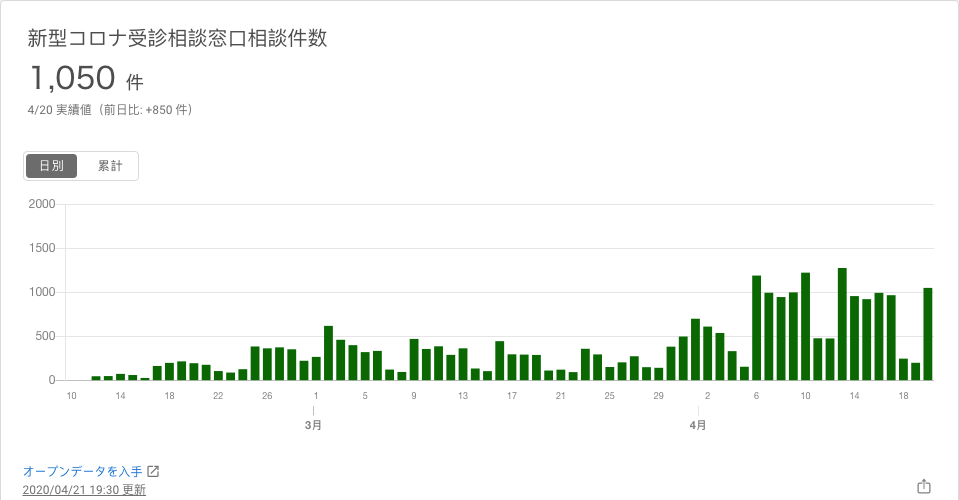 新型コロナ受診相談窓口相談件数
1,050 件
4/20 実績値（前日比: +850 件）
日別 累計
2000
1500
1000
500
0
10 14 18 22 26 1 5 9 13 17 21 25 29 2 6 10 14 18
3月 4月
オープンデータを入手
2020/04/21 19:30 更新